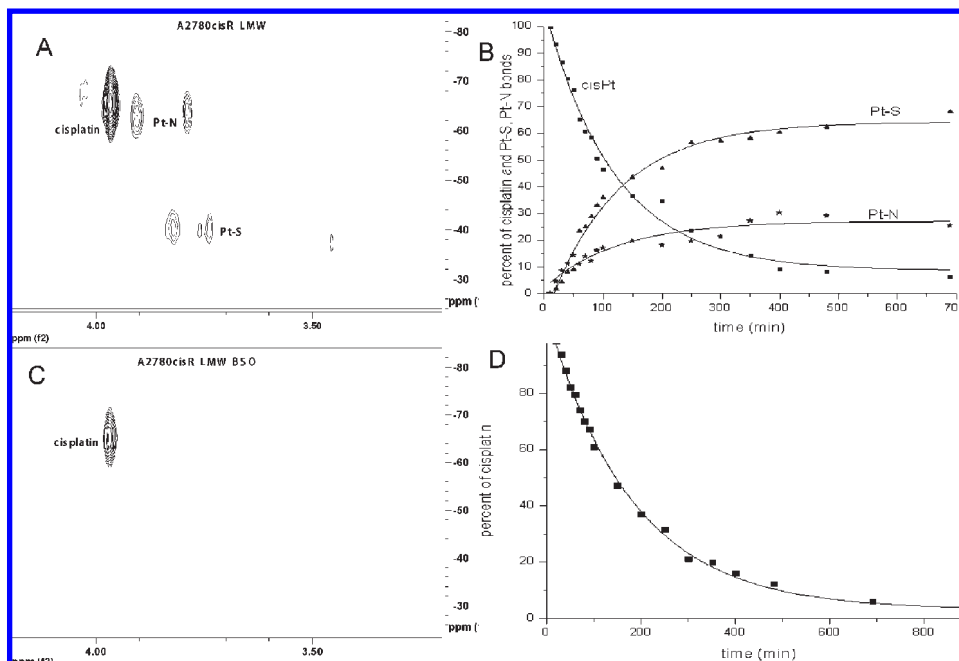 A
A2780cisR LMW
cisplatin
Pt-N
Pt-S
-80
-70
-60
-50
-40
-30
ppm (
4.00
3.50
ppm (f2)
B
percent of cisplatin and Pt-S, Pt-N bonds
100
90
80
70
60
50
40
30
20
10
0
cisPt
Pt-S
Pt-N
0
100
200
300
400
500
600
70
time (min)
C
A2780cisR LMW BSO
cisplatin
-80
-70
-60
-50
-40
-30
ppm (
4.00
3.50
D
percent of cisplatin
80
60
40
20
0
0
200
400
600
800
time (min)